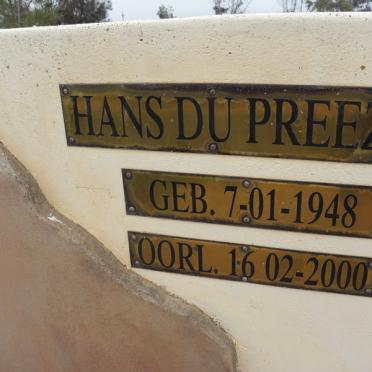 HANS DU PREEZ
GEB. 7-01-1948
OORL. 16 02-2000